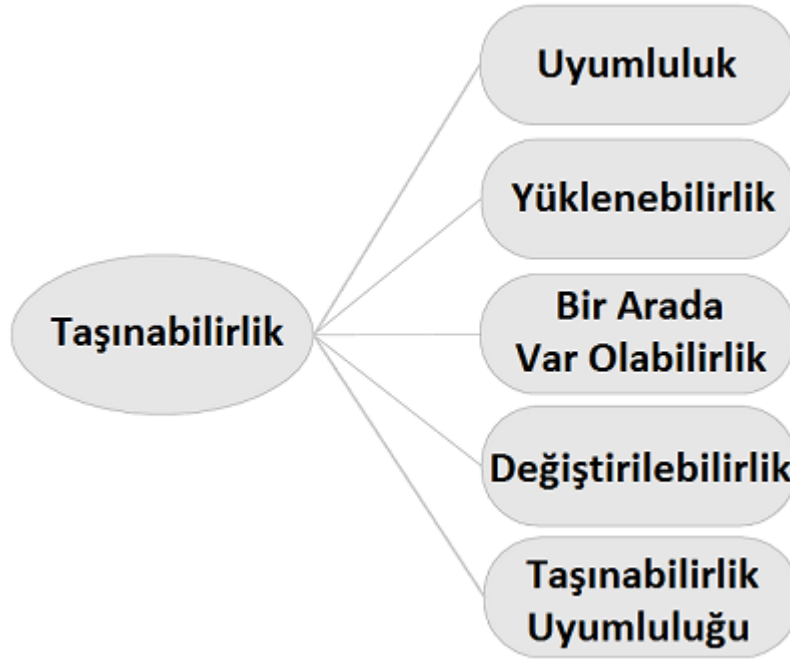 Taşınabilirlik
Uyumluluk
Yüklenebilirlik
Bir Arada
Var Olabilirlik
Değiştirilebilirlik
Taşınabilirlik
Uyumluluğu